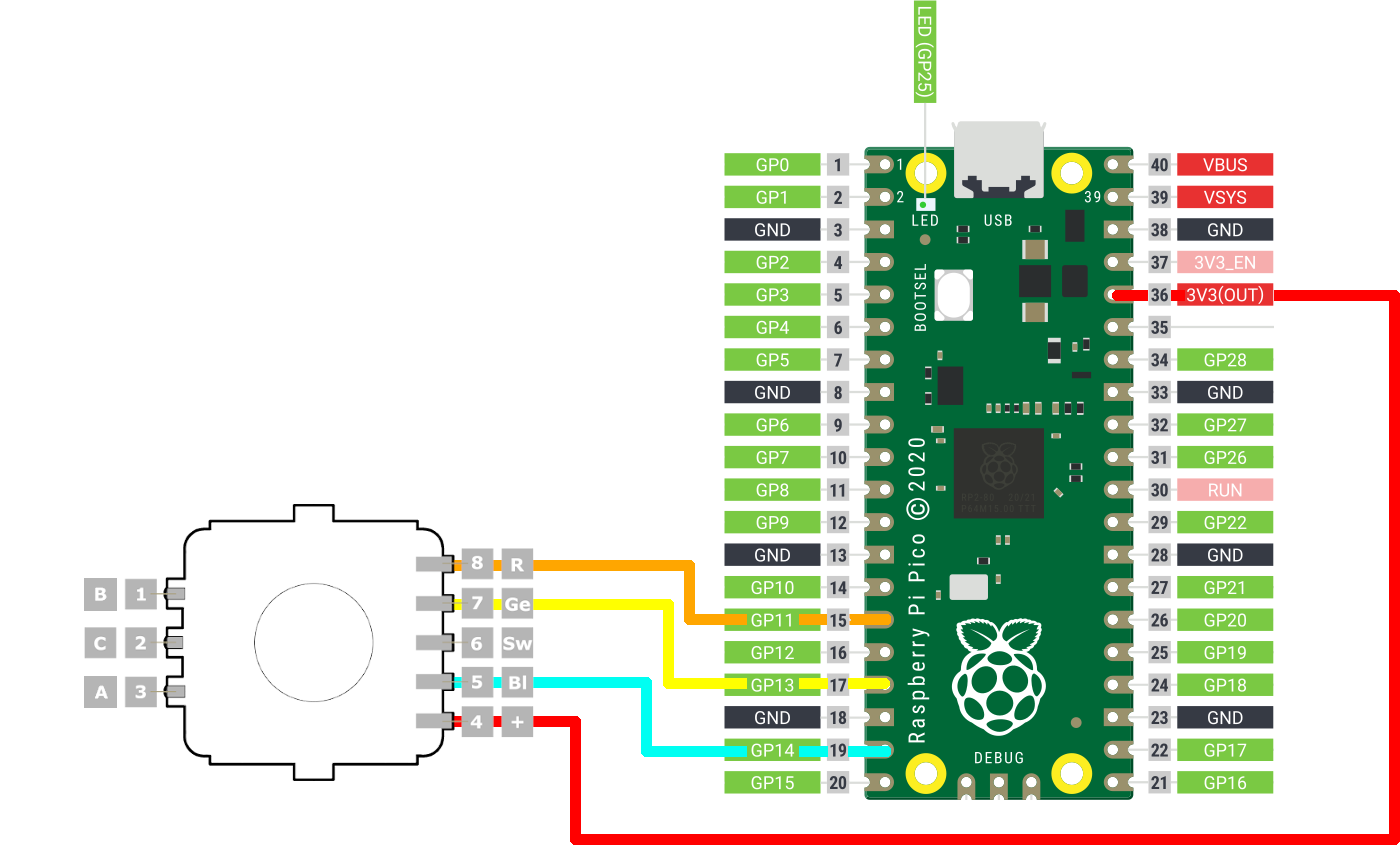 LED (GP25)
GP0 1 1 40 VBUS
GP1 2 2 39 39 VSYS
LED USB
GND 3 38 GND
GP2 4 37 3V3_EN
GP3 5 BOOTSEL 36 3V3(OUT)
GP4 6 35
GP5 7 34 GP28
GND 8 33 GND
GP6 9 32 GP27
GP7 10 31 GP26
GP8 11 30 RUN
GP9 12 29 GP22
GND 13 28 GND
GP10 14 27 GP21
GP11 15 26 GP20
GP12 16 25 GP19
GP13 17 24 GP18
GND 18 23 GND
GP14 19 22 GP17
GP15 20 21 GP16
Raspberry Pi Pico ©2020
DEBUG
B 1
C 2
A 3
8 R
7 Ge
6 Sw
5 Bl
4 +